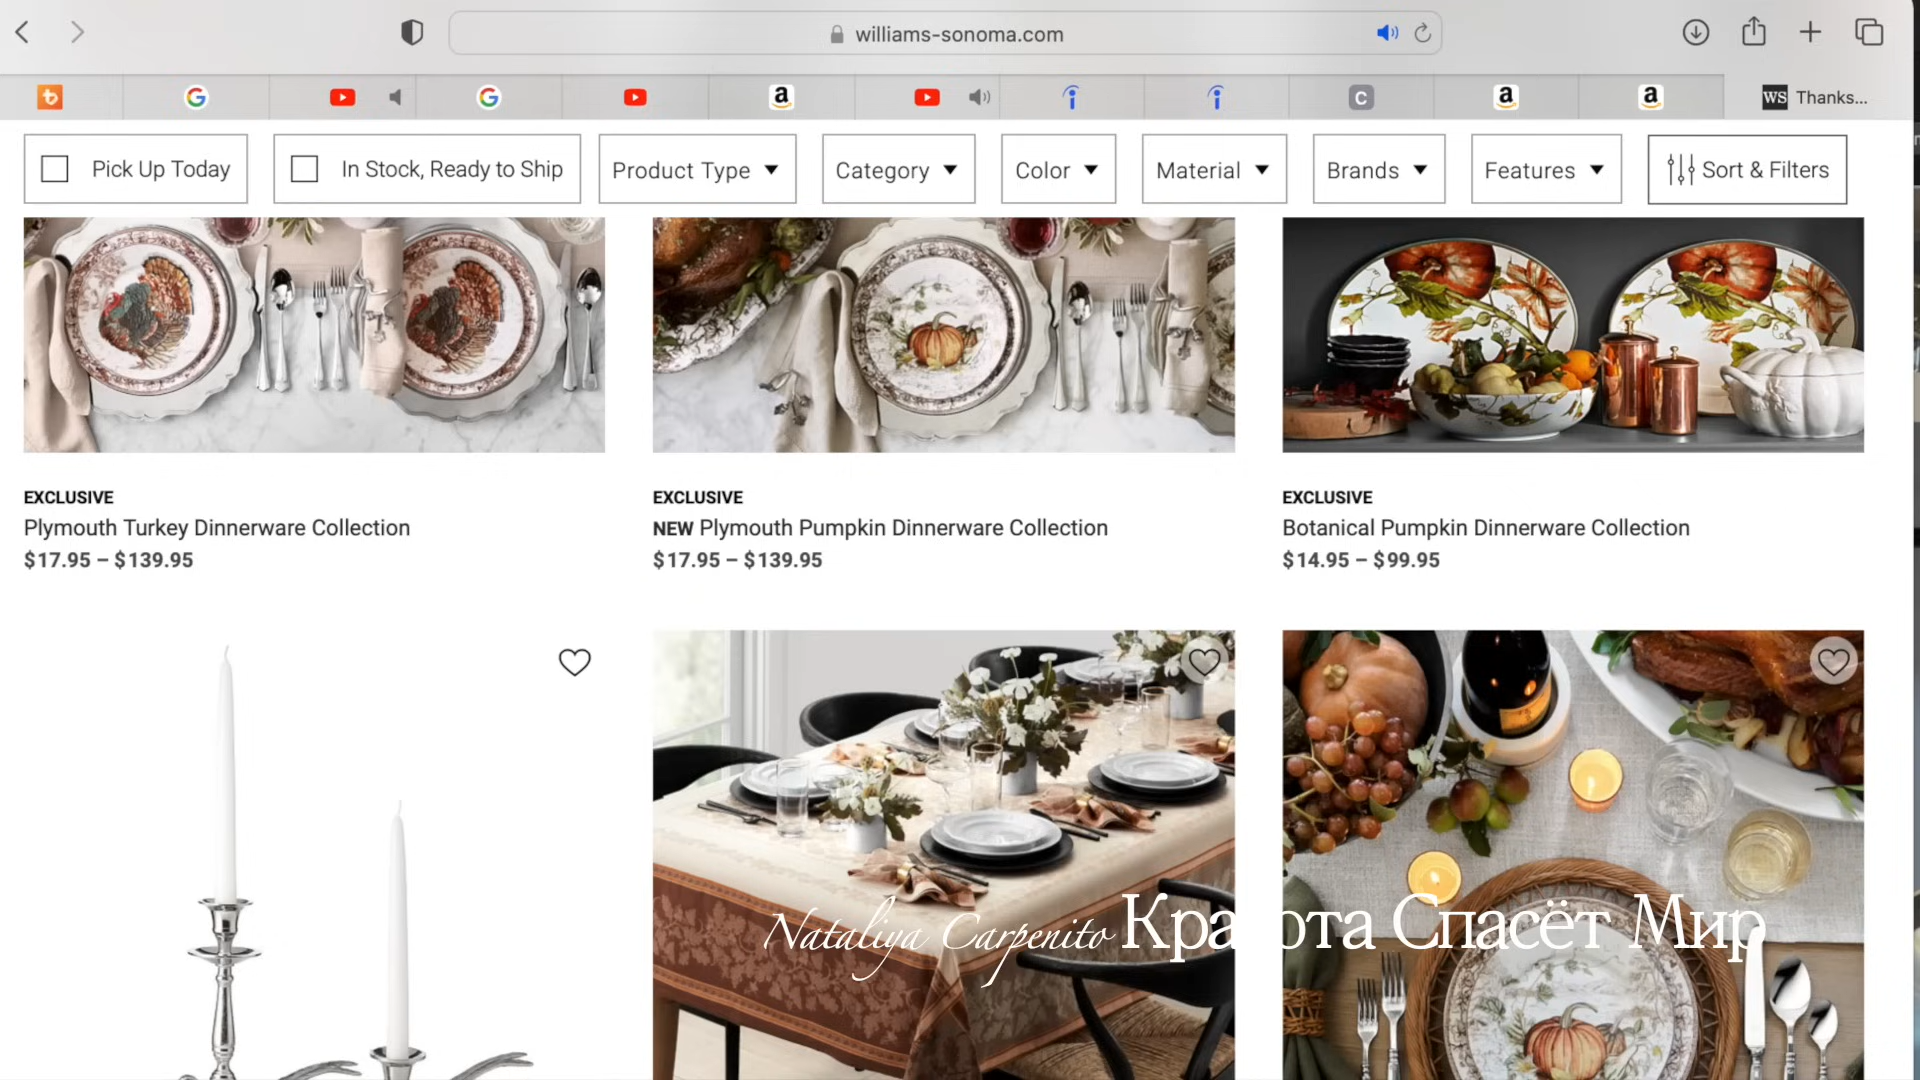 williams-sonoma.com
a
C
a
a
WS Thanks...
Pick Up Today
In Stock, Ready to Ship
Product Type
Category
Color
Material
Brands
Features
Sort & Filters
EXCLUSIVE
Plymouth Turkey Dinnerware Collection
$17.95 – $139.95
EXCLUSIVE
NEW Plymouth Pumpkin Dinnerware Collection
$17.95 – $139.95
EXCLUSIVE
Botanical Pumpkin Dinnerware Collection
$14.95 – $99.95
Nataliya Carpenito Красота Спасёт Мир